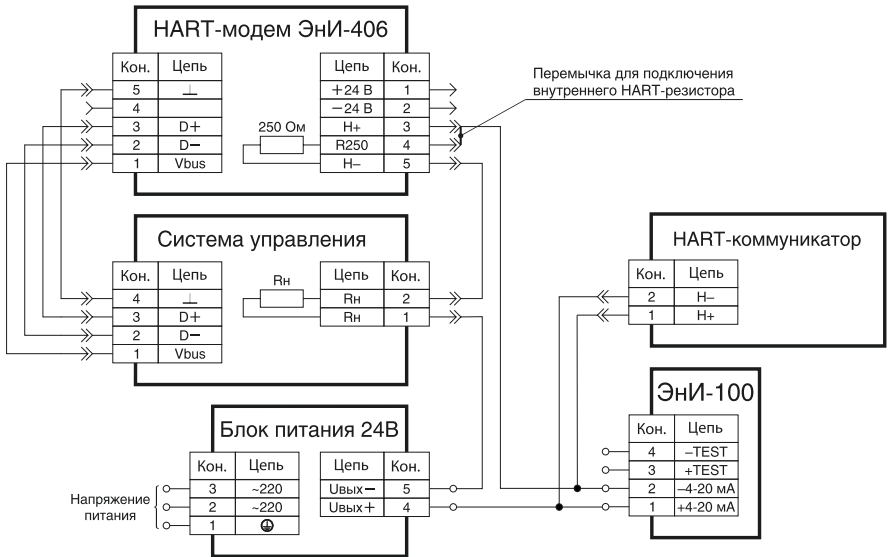 HART-модем ЭнИ-406
Кон. Цепь
5 ⊥
4
3 D+
2 D−
1 Vbus
250 Ом
Цепь Кон.
+24 В 1
−24 В 2
H+ 3
R250 4
H− 5
Перемычка для подключения
внутреннего HART-резистора
Система управления
Кон. Цепь
4 ⊥
3 D+
2 D−
1 Vbus
Rн
Цепь Кон.
Rн 2
Rн 1
HART-коммуникатор
Кон. Цепь
2 H−
1 H+
Блок питания 24В
Кон. Цепь
3 ~220
2 ~220
1
Напряжение
питания
Цепь Кон.
Uвых− 5
Uвых+ 4
ЭнИ-100
Кон. Цепь
4 −TEST
3 +TEST
2 −4-20 мА
1 +4-20 мА